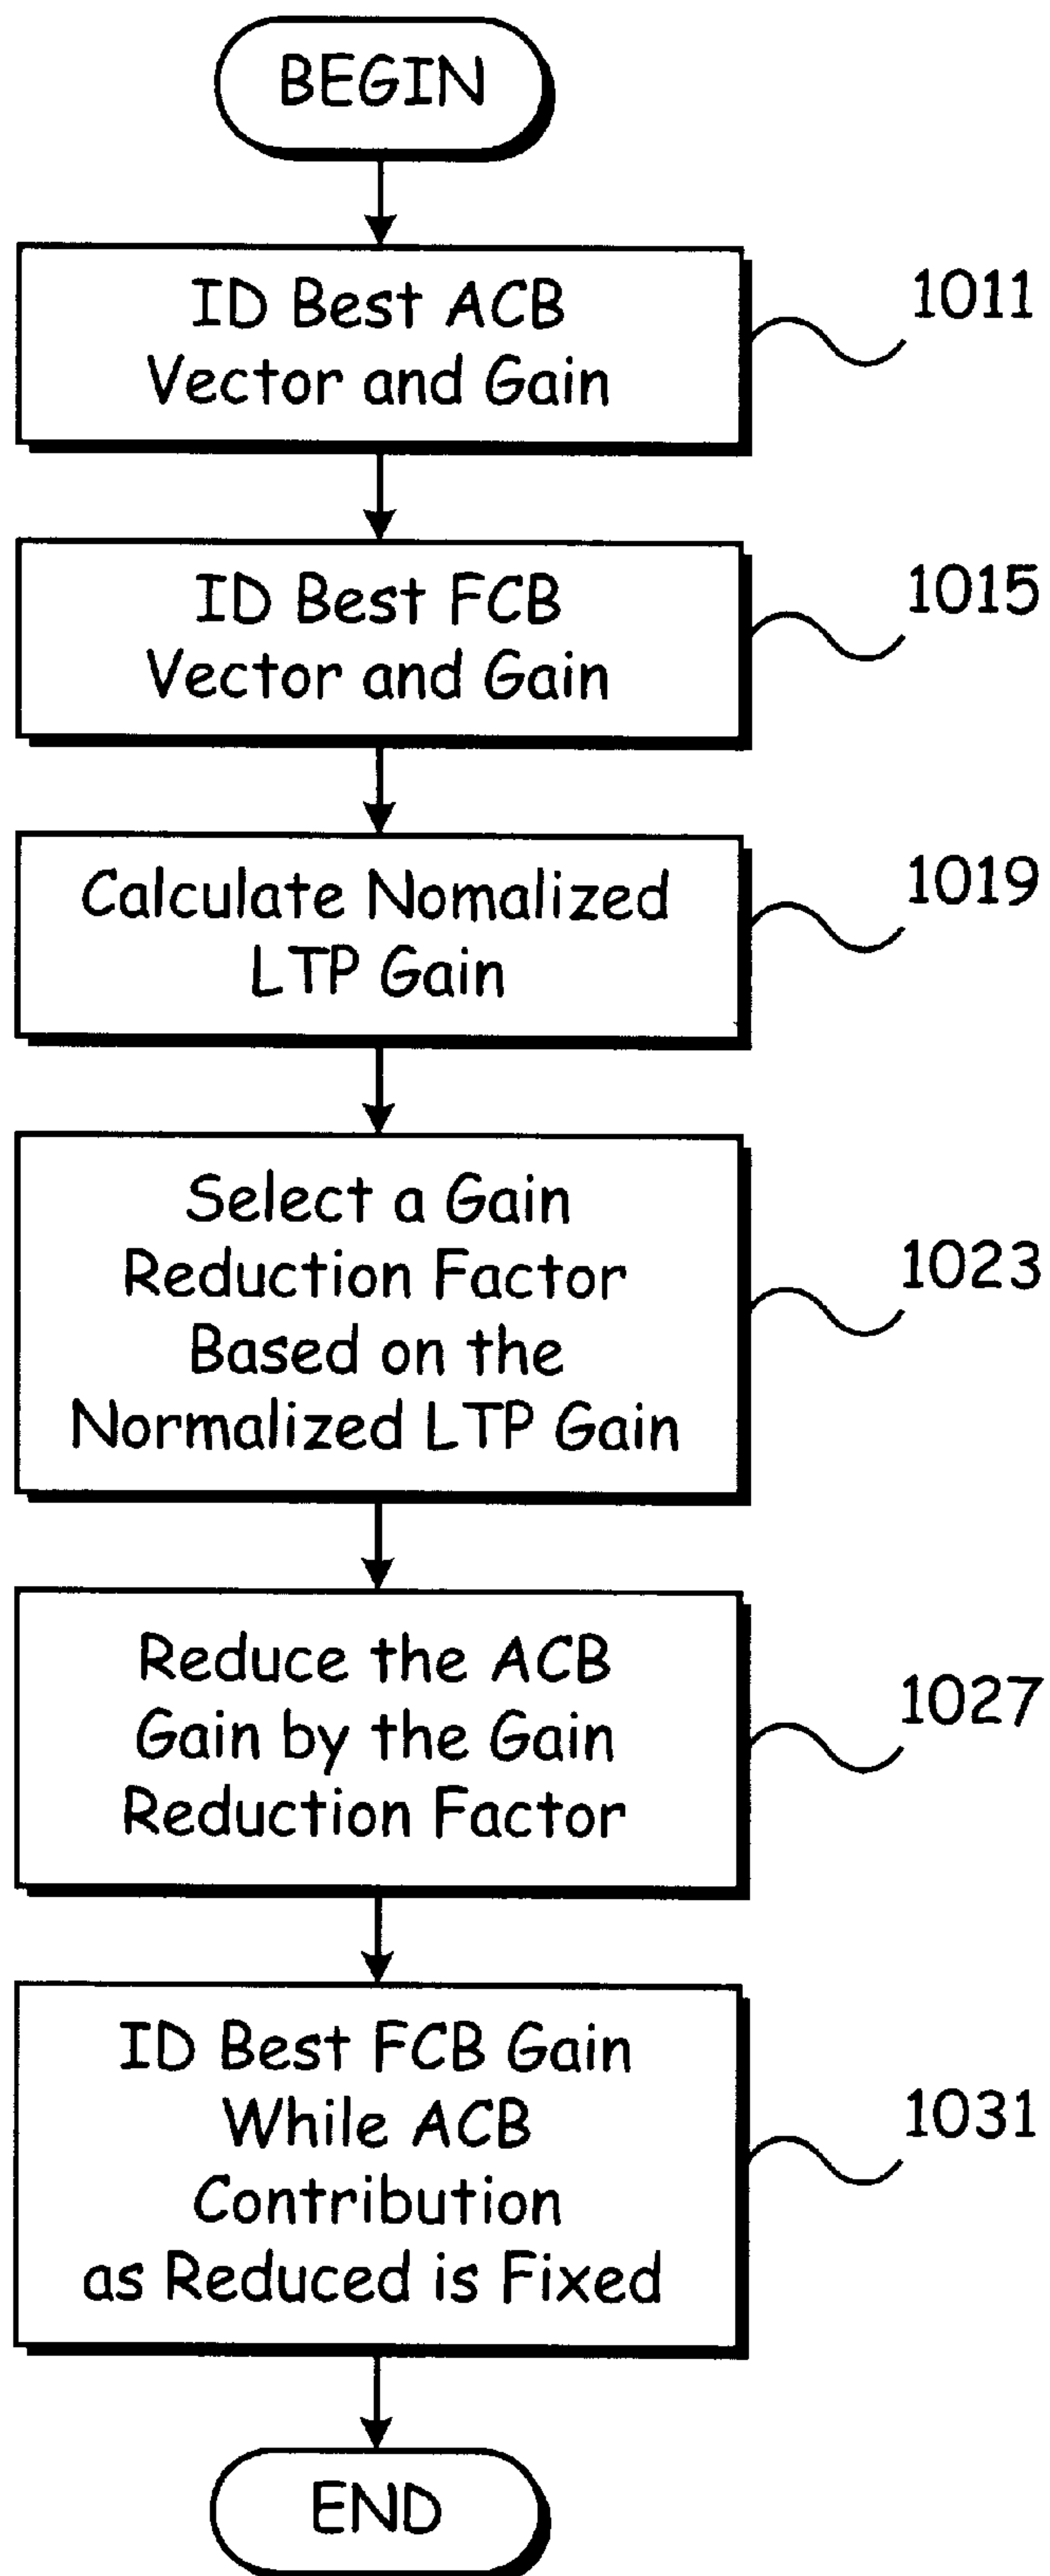 BEGIN
ID Best ACB
Vector and Gain
1011
ID Best FCB
Vector and Gain
1015
Calculate Nomalized
LTP Gain
1019
Select a Gain
Reduction Factor
Based on the
Normalized LTP Gain
1023
Reduce the ACB
Gain by the Gain
Reduction Factor
1027
ID Best FCB Gain
While ACB
Contribution
as Reduced is Fixed
1031
END